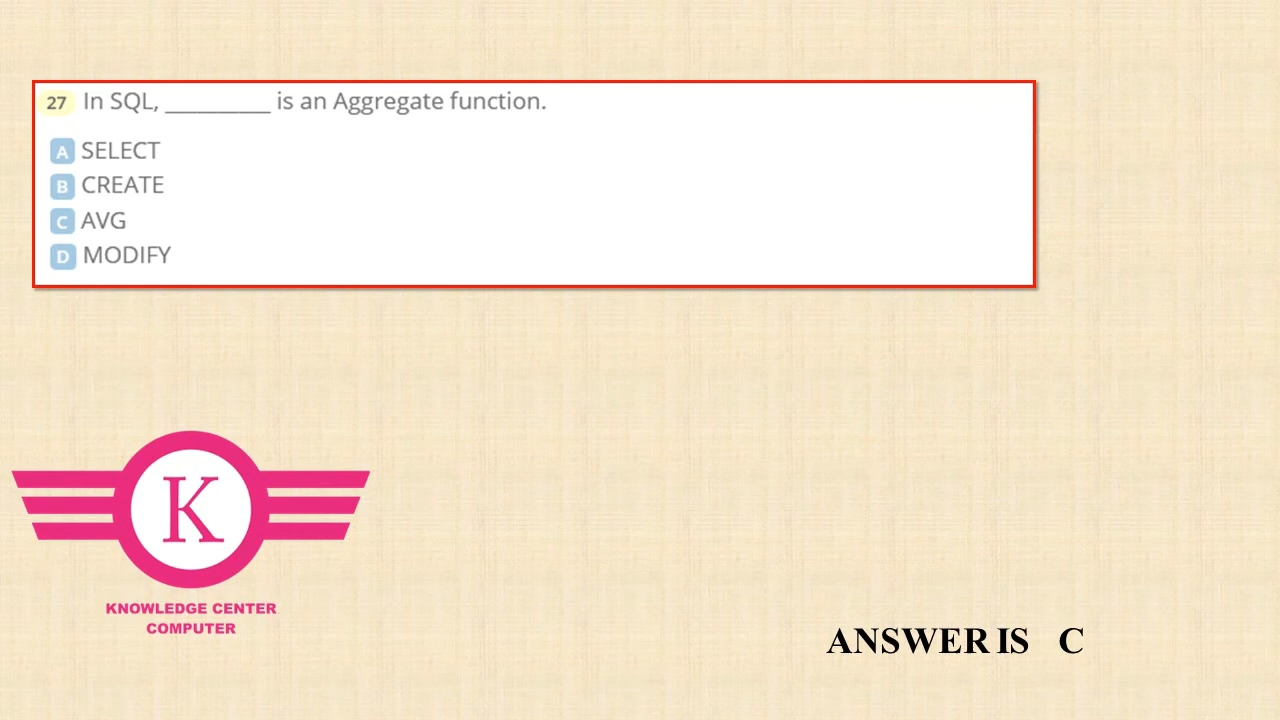 27 In SQL, _________ is an Aggregate function.
A SELECT
B CREATE
C AVG
D MODIFY
K
KNOWLEDGE CENTER
COMPUTER
ANSWER IS C